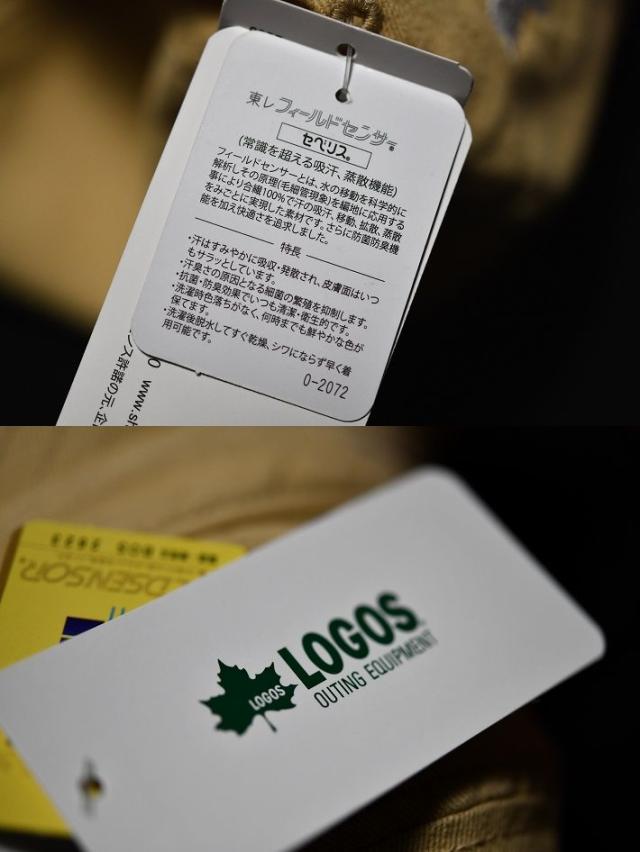 東レフィールドセンサー®
セベリス®
(常識を超える吸汗、蒸散機能)
フィールドセンサーとは、水の移動を科学的に
解析しその原理(毛細管現象)を編地に応用する
事により合繊100%で汗の吸汗、移動、拡散、蒸散
をみごとに実現した素材です。さらに防菌防臭機
能を加え快適さを追求しました。
特長
・汗はすみやかに吸収・発散され、皮膚面はいつ
もサラッとしています。
・汗臭さの原因となる細菌の繁殖を抑制します。
・抗菌・防臭効果でいつも清潔・衛生的です。
・洗濯時色落ちがなく、何時までも鮮やかな色が
保てます。
・洗濯後脱水してすぐ乾燥、シワにならず早く着
用可能です。
0-2072
www.sh
ス許諾の元、企
DSENSOR
LOGOS
LOGOS
OUTING EQUIPMENT